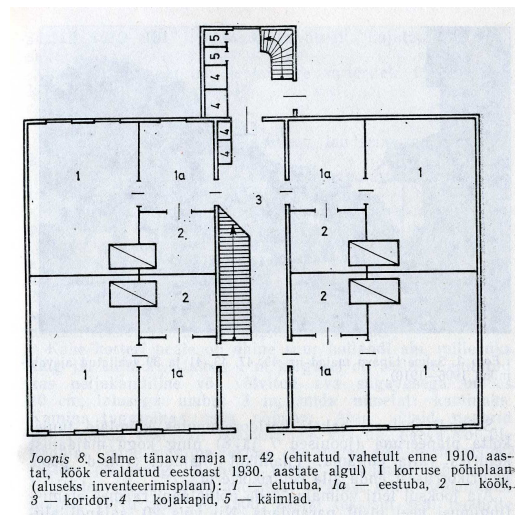 5
5
4
4
4
4
1
1a
1a
1
3
2
2
2
2
1
1a
1a
1
Joonis 8. Salme tänava maja nr. 42 (ehitatud vahetult enne 1910. aas-
tat, köök eraldatud eestoast 1930. aastate algul) I korruse põhiplaan
(aluseks inventeerimisplaan): 1 — elutuba, 1a — eestuba, 2 — köök,
3 — koridor, 4 — kojakapid, 5 — käimlad.